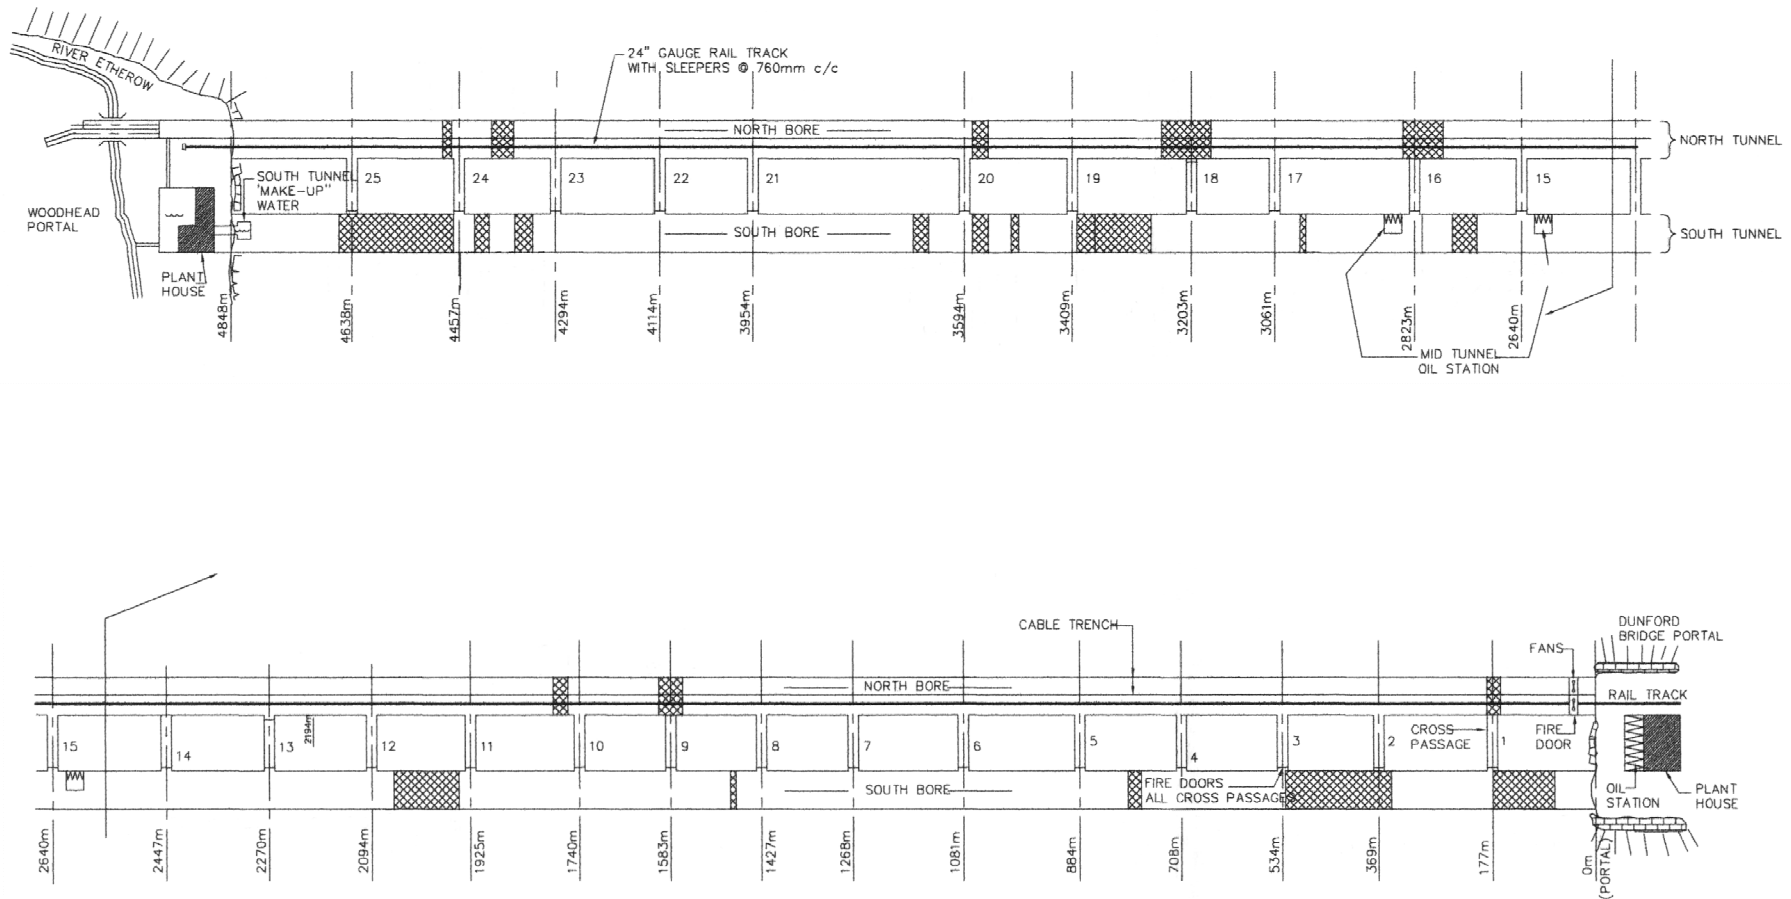 RIVER ETHEROW
24" GAUGE RAIL TRACK
WITH SLEEPERS @ 760mm c/c
NORTH BORE
NORTH TUNNEL
SOUTH TUNNEL
'MAKE-UP"
WATER
25
24
23
22
21
20
19
18
17
16
15
WOODHEAD
PORTAL
SOUTH BORE
SOUTH TUNNEL
PLANT
HOUSE
4848m
4638m
4457m
4294m
4114m
3954m
3594m
3409m
3203m
3061m
2823m
2640m
MID TUNNEL
OIL STATION
CABLE TRENCH
DUNFORD
BRIDGE PORTAL
FANS
NORTH BORE
RAIL TRACK
15
14
13
2194m
12
11
10
9
8
7
6
5
4
3
2
CROSS
PASSAGE
1
FIRE
DOOR
SOUTH BORE
FIRE DOORS
ALL CROSS PASSAGES
OIL
STATION
PLANT
HOUSE
2640m
2447m
2270m
2094m
1925m
1740m
1583m
1427m
1268m
1081m
884m
708m
534m
369m
177m
0m
(PORTAL)